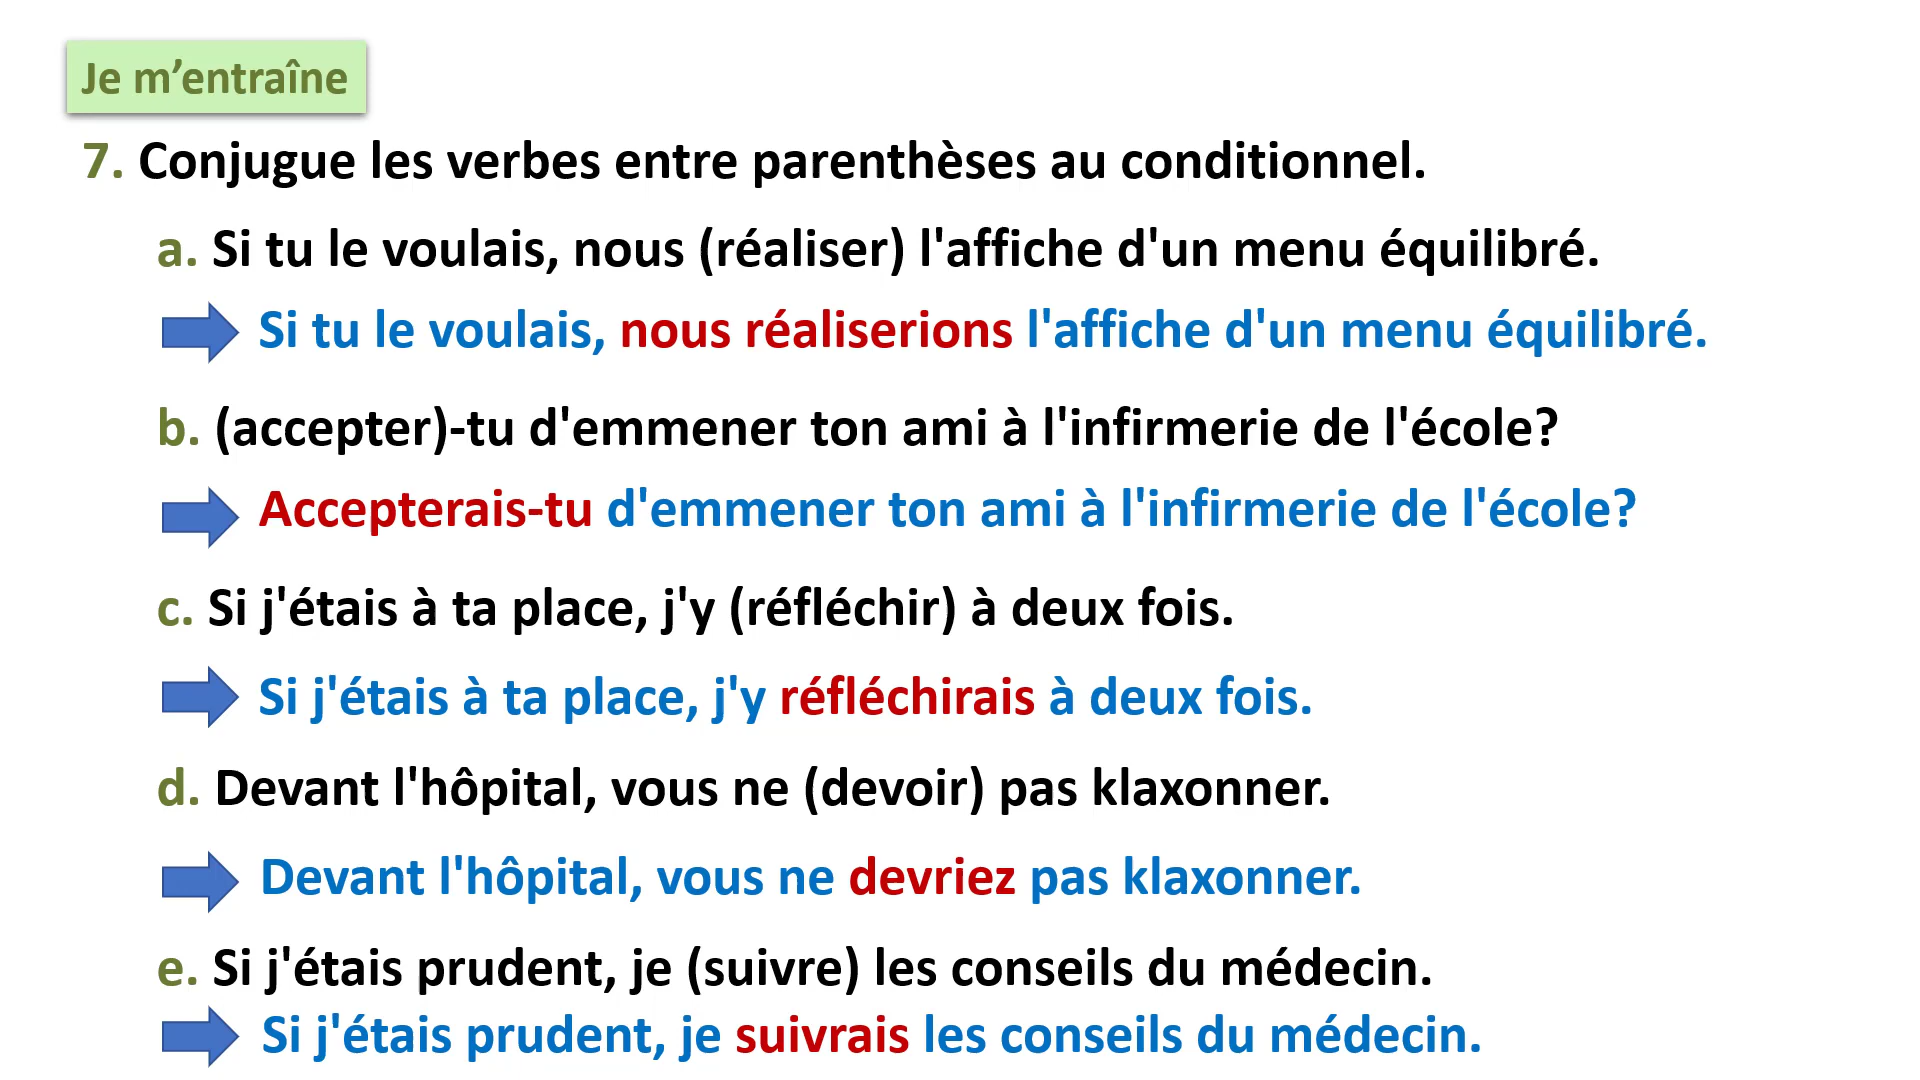 Je m’entraîne
7. Conjugue les verbes entre parenthèses au conditionnel.
a. Si tu le voulais, nous (réaliser) l'affiche d'un menu équilibré.
Si tu le voulais, nous réaliserions l'affiche d'un menu équilibré.
b. (accepter)-tu d'emmener ton ami à l'infirmerie de l'école?
Accepterais-tu d'emmener ton ami à l'infirmerie de l'école?
c. Si j'étais à ta place, j'y (réfléchir) à deux fois.
Si j'étais à ta place, j'y réfléchirais à deux fois.
d. Devant l'hôpital, vous ne (devoir) pas klaxonner.
Devant l'hôpital, vous ne devriez pas klaxonner.
e. Si j'étais prudent, je (suivre) les conseils du médecin.
Si j'étais prudent, je suivrais les conseils du médecin.